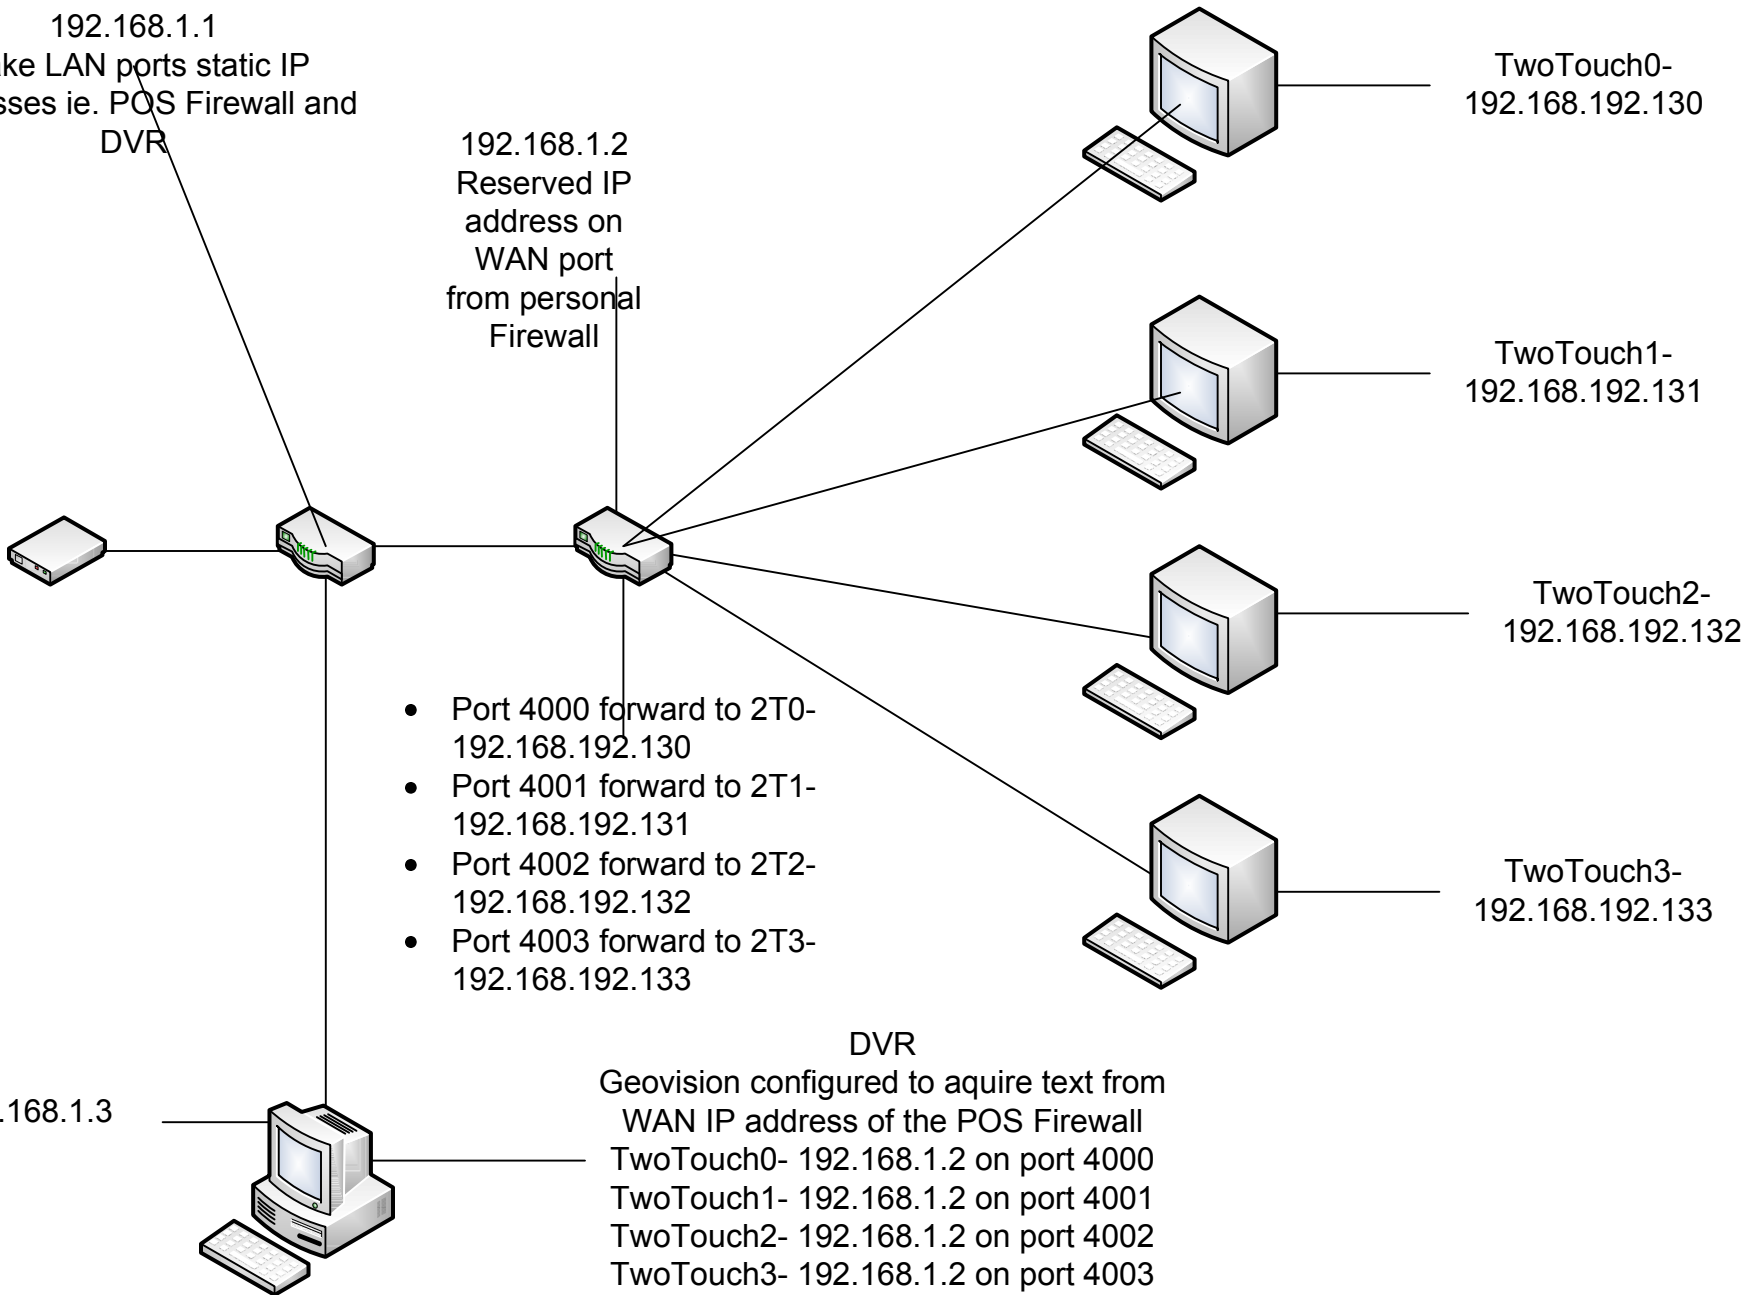 192.168.1.1
ke LAN ports static IP
sses ie. POS Firewall and
DVR
192.168.1.2
Reserved IP
address on
WAN port
from personal
Firewall
TwoTouch0-
192.168.192.130
TwoTouch1-
192.168.192.131
TwoTouch2-
192.168.192.132
TwoTouch3-
192.168.192.133
• Port 4000 forward to 2T0-
192.168.192.130
• Port 4001 forward to 2T1-
192.168.192.131
• Port 4002 forward to 2T2-
192.168.192.132
• Port 4003 forward to 2T3-
192.168.192.133
.168.1.3
DVR
Geovision configured to aquire text from
WAN IP address of the POS Firewall
TwoTouch0- 192.168.1.2 on port 4000
TwoTouch1- 192.168.1.2 on port 4001
TwoTouch2- 192.168.1.2 on port 4002
TwoTouch3- 192.168.1.2 on port 4003